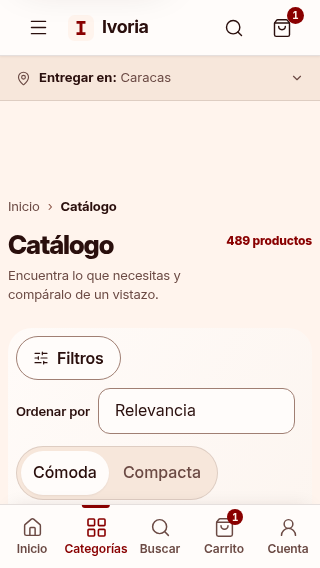 I Ivoria 1
Entregar en: Caracas
Inicio › Catálogo
Catálogo
489 productos
Encuentra lo que necesitas y
compáralo de un vistazo.
Filtros
Ordenar por Relevancia
Cómoda Compacta
1
Inicio Categorías Buscar Carrito Cuenta